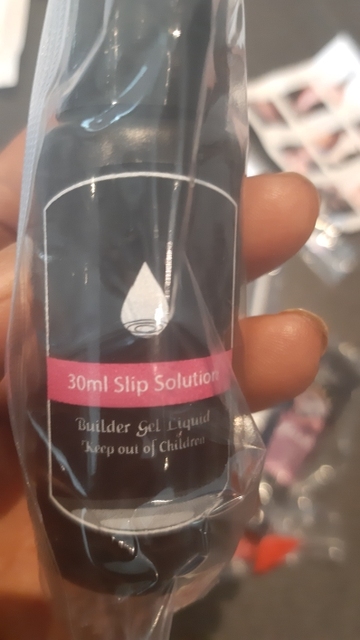 30ml Slip Solution
Builder Gel Liquid
Keep out of Children